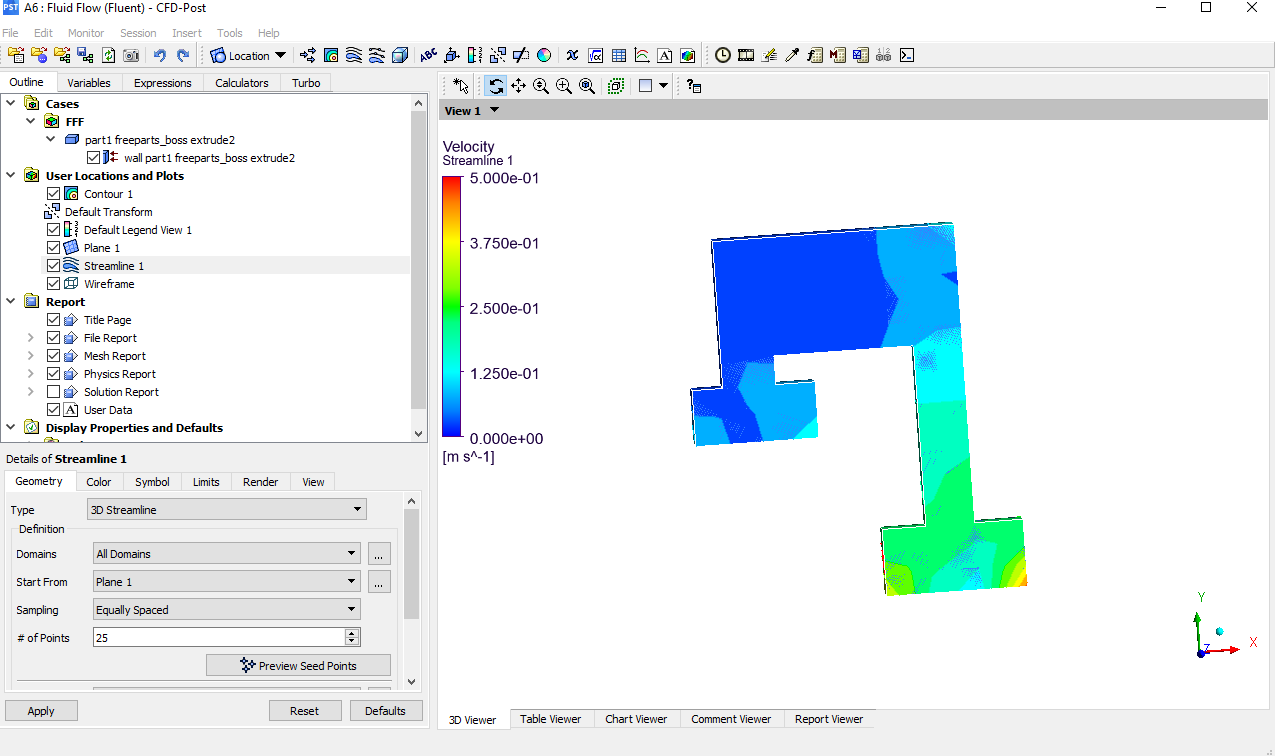 PST A6 : Fluid Flow (Fluent) - CFD-Post
File Edit Monitor Session Insert Tools Help
Location
Outline Variables Expressions Calculators Turbo
Cases
FFF
part1 freeparts_boss extrude2
wall part1 freeparts_boss extrude2
User Locations and Plots
Contour 1
Default Transform
Default Legend View 1
Plane 1
Streamline 1
Wireframe
Report
Title Page
File Report
Mesh Report
Physics Report
Solution Report
User Data
Display Properties and Defaults
Details of Streamline 1
Geometry Color Symbol Limits Render View
Type 3D Streamline
Definition
Domains All Domains ...
Start From Plane 1 ...
Sampling Equally Spaced
# of Points 25
Preview Seed Points
Apply Reset Defaults
View 1
Velocity
Streamline 1
5.000e-01
3.750e-01
2.500e-01
1.250e-01
0.000e+00
[m s^-1]
Y
X
Z
3D Viewer Table Viewer Chart Viewer Comment Viewer Report Viewer